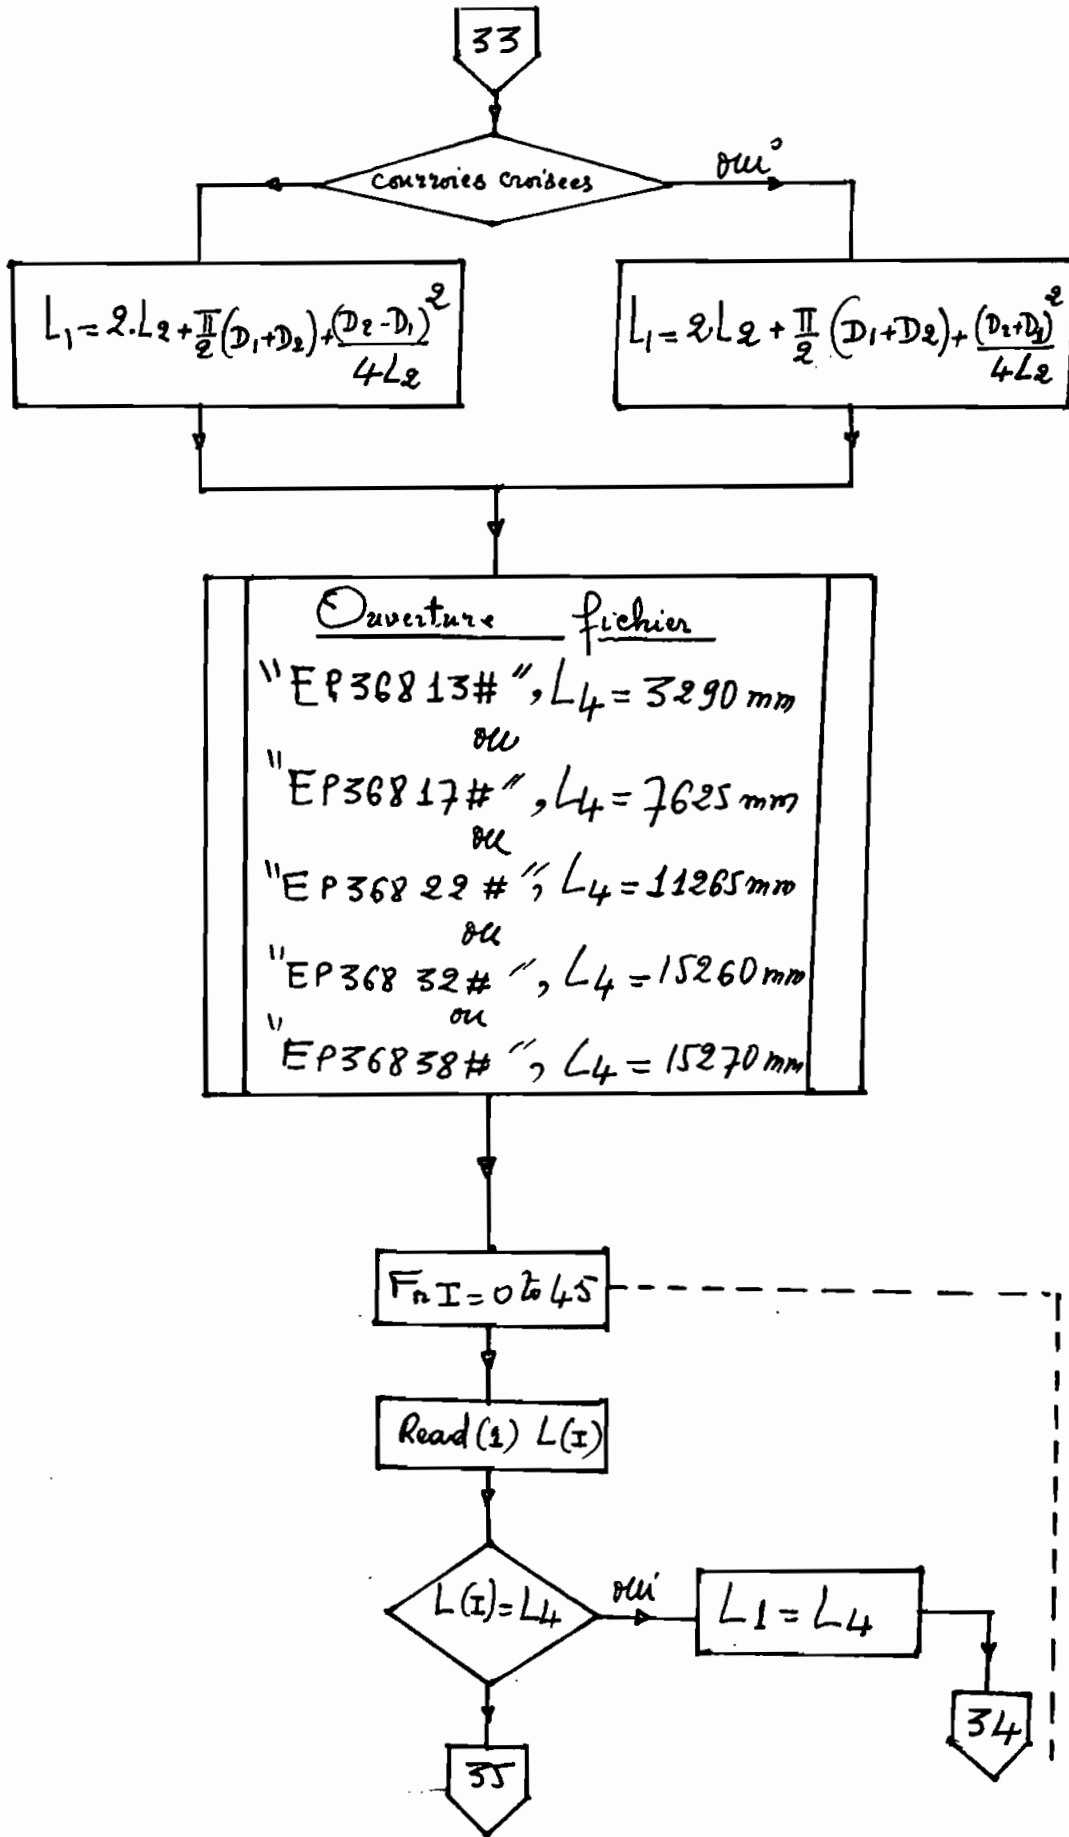 33
courroies croisees
oui
L₁ = 2.L₂ + π/2 (D₁+D₂) + (D₂-D₁)²/4L₂
L₁ = 2L₂ + π/2 (D₁+D₂) + (D₂+D₁)²/4L₂
Ouverture fichier
"EP36813#", L4 = 3290 mm
ou
"EP36817#", L4 = 7625 mm
ou
"EP36822#", L4 = 11265 mm
ou
"EP36832#", L4 = 15260 mm
ou
"EP36838#", L4 = 15270 mm
I = 0 to 45
Read(1) L(I)
L(I) = L4
oui
L1 = L4
34
35